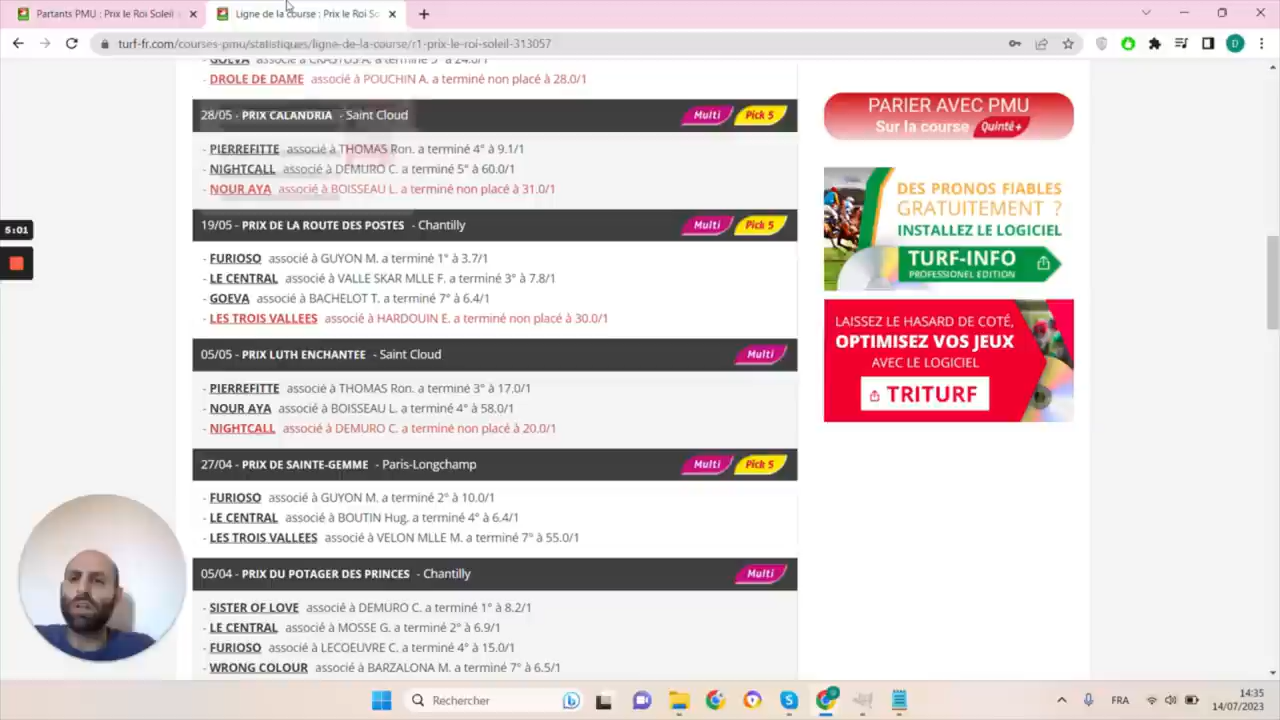 Partants PMU : Prix le Roi Soleil
Ligne de la course : Prix le Roi So
turf-fr.com/courses-pmu/statistiques/ligne-de-la-course/r1-prix-le-roi-soleil-313057
D
- GOEVA associé à CRASTUS A. a terminé 5° à 24.0/1
- DROLE DE DAME associé à POUCHIN A. a terminé non placé à 28.0/1
28/05 - PRIX CALANDRIA - Saint Cloud Multi Pick 5
- PIERREFITTE associé à THOMAS Ron. a terminé 4° à 9.1/1
- NIGHTCALL associé à DEMURO C. a terminé 5° à 60.0/1
- NOUR AYA associé à BOISSEAU L. a terminé non placé à 31.0/1
19/05 - PRIX DE LA ROUTE DES POSTES - Chantilly Multi Pick 5
- FURIOSO associé à GUYON M. a terminé 1° à 3.7/1
- LE CENTRAL associé à VALLE SKAR MLLE F. a terminé 3° à 7.8/1
- GOEVA associé à BACHELOT T. a terminé 7° à 6.4/1
- LES TROIS VALLEES associé à HARDOUIN E. a terminé non placé à 30.0/1
05/05 - PRIX LUTH ENCHANTEE - Saint Cloud Multi
- PIERREFITTE associé à THOMAS Ron. a terminé 3° à 17.0/1
- NOUR AYA associé à BOISSEAU L. a terminé 4° à 58.0/1
- NIGHTCALL associé à DEMURO C. a terminé non placé à 20.0/1
27/04 - PRIX DE SAINTE-GEMME - Paris-Longchamp Multi Pick 5
- FURIOSO associé à GUYON M. a terminé 2° à 10.0/1
- LE CENTRAL associé à BOUTIN Hug. a terminé 4° à 6.4/1
- LES TROIS VALLEES associé à VELON MLLE M. a terminé 7° à 55.0/1
05/04 - PRIX DU POTAGER DES PRINCES - Chantilly Multi
- SISTER OF LOVE associé à DEMURO C. a terminé 1° à 8.2/1
- LE CENTRAL associé à MOSSE G. a terminé 2° à 6.9/1
- FURIOSO associé à LECOEUVRE C. a terminé 4° à 15.0/1
- WRONG COLOUR associé à BARZALONA M. a terminé 7° à 6.5/1
PARIER AVEC PMU
Sur la course Quinté+
DES PRONOS FIABLES
GRATUITEMENT ?
INSTALLEZ LE LOGICIEL
TURF-INFO
PROFESSIONEL EDITION
LAISSEZ LE HASARD DE COTÉ,
OPTIMISEZ VOS JEUX
AVEC LE LOGICIEL
TRITURF
5:01
Rechercher
FRA
14:35
14/07/2023